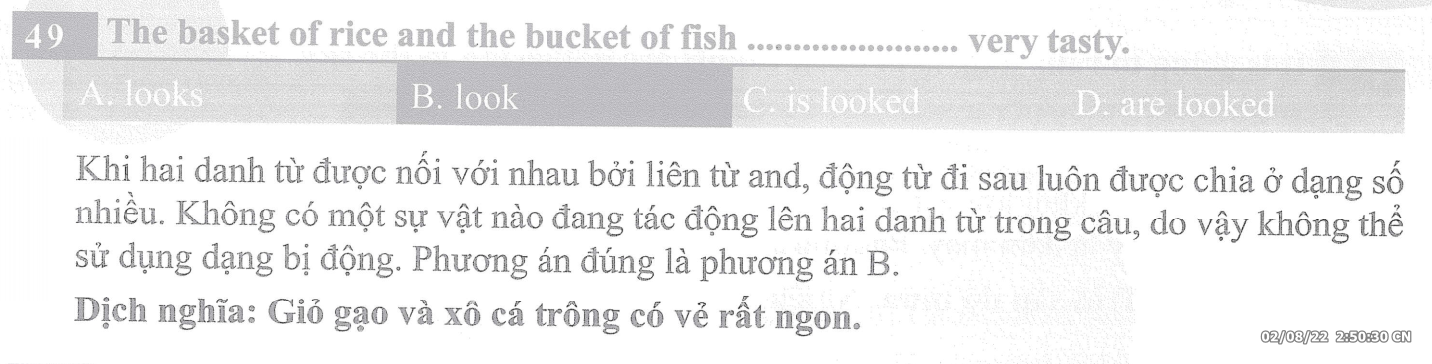 49 The basket of rice and the bucket of fish ........................ very tasty.
A. looks B. look C. is looked D. are looked
Khi hai danh từ được nối với nhau bởi liên từ and, động từ đi sau luôn được chia ở dạng số
nhiều. Không có một sự vật nào đang tác động lên hai danh từ trong câu, do vậy không thể
sử dụng dạng bị động. Phương án đúng là phương án B.
Dịch nghĩa: Giỏ gạo và xô cá trông có vẻ rất ngon.
02/08/22 2:50:30 CN